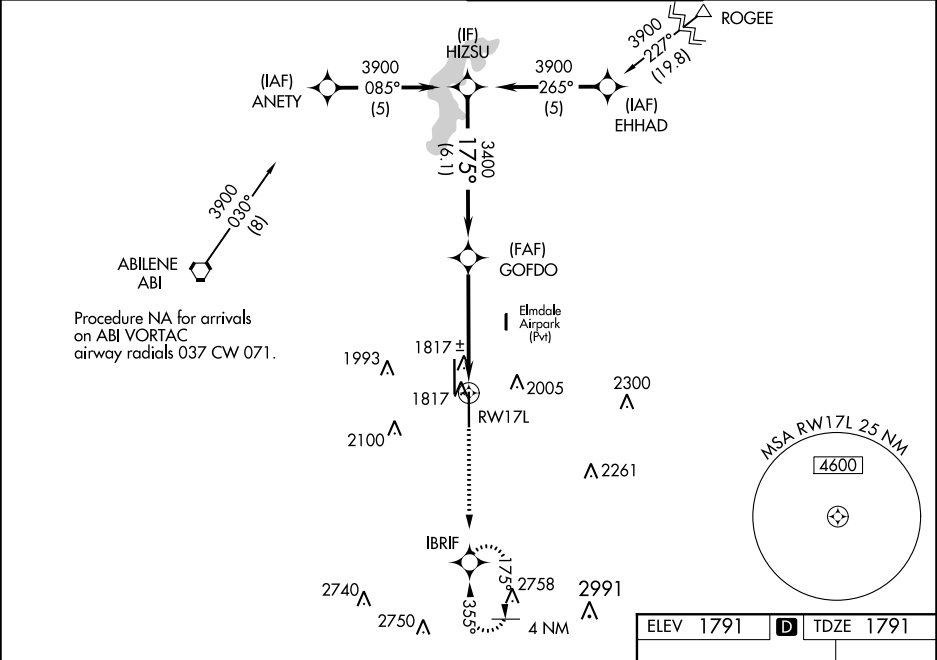 ROGEE
3900
227°
(19.8)
(IF)
HIZSU
(IAF)
ANETY
3900
085°
(5)
3900
265°
(5)
(IAF)
EHHAD
3400
175°
(6.1)
3900
030°
(8)
ABILENE
ABI
(FAF)
GOFDO
Procedure NA for arrivals
on ABI VORTAC
airway radials 037 CW 071.
Elmdale
Airpark
(Pvt)
1993
1817 ±
1817
2005
2300
RW17L
2100
2261
MSA RW17L 25 NM
4600
IBRIF
175°
355°
4 NM
2740
2750
2758
2991
ELEV 1791 D TDZE 1791